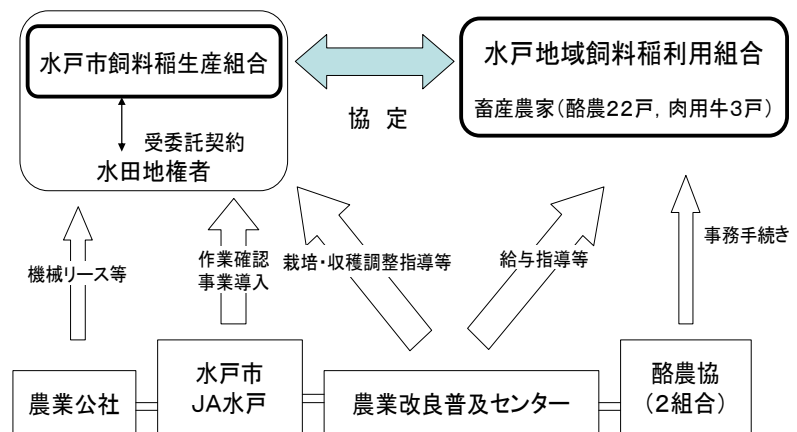 水戸市飼料稲生産組合
受委託契約
水田地権者
協 定
水戸地域飼料稲利用組合
畜産農家(酪農22戸,肉用牛3戸)
機械リース等
作業確認
事業導入
栽培・収穫調整指導等
給与指導等
事務手続き
農業公社
水戸市
JA水戸
農業改良普及センター
酪農協
(2組合)